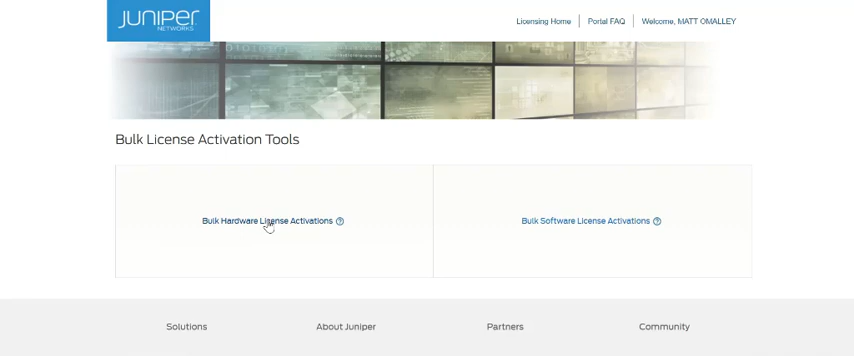 JUNIPER
NETWORKS
Licensing Home
Portal FAQ
Welcome, MATT OMALLEY
Bulk License Activation Tools
Bulk Hardware License Activations ?
Bulk Software License Activations ?
Solutions
About Juniper
Partners
Community